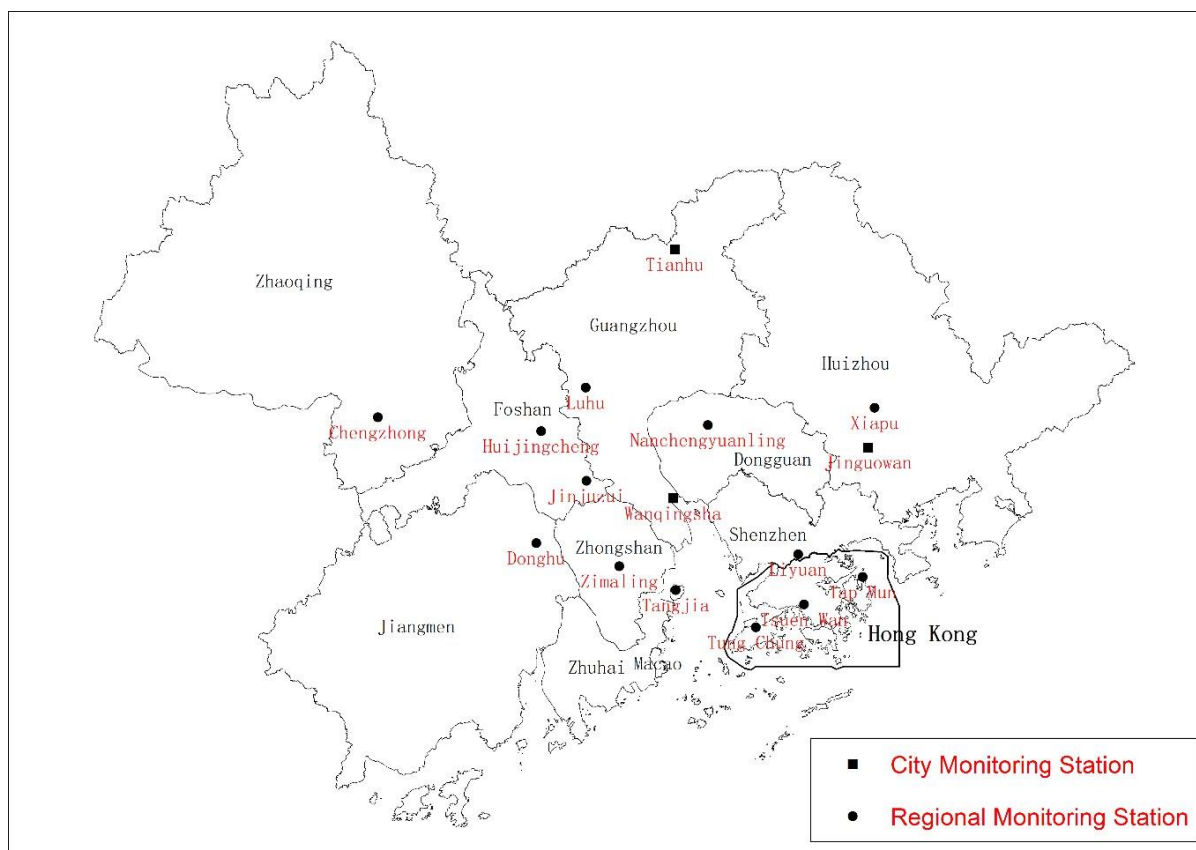 Tianhu
Zhaoqing
Guangzhou
Huizhou
Luhu
Foshan
Xiapu
Chengzhong
Huijingcheng
Nanchengyuanling
Dongguan
Jinguowan
Jinjuzui
Wanqingsha
Shenzhen
Zhongshan
Donghu
Liyuan
Zimaling
Tap Mun
Tangjia
Tsuen Wan
Jiangmen
Hong Kong
Tung Chung
Zhuhai
Macao
City Monitoring Station
Regional Monitoring Station